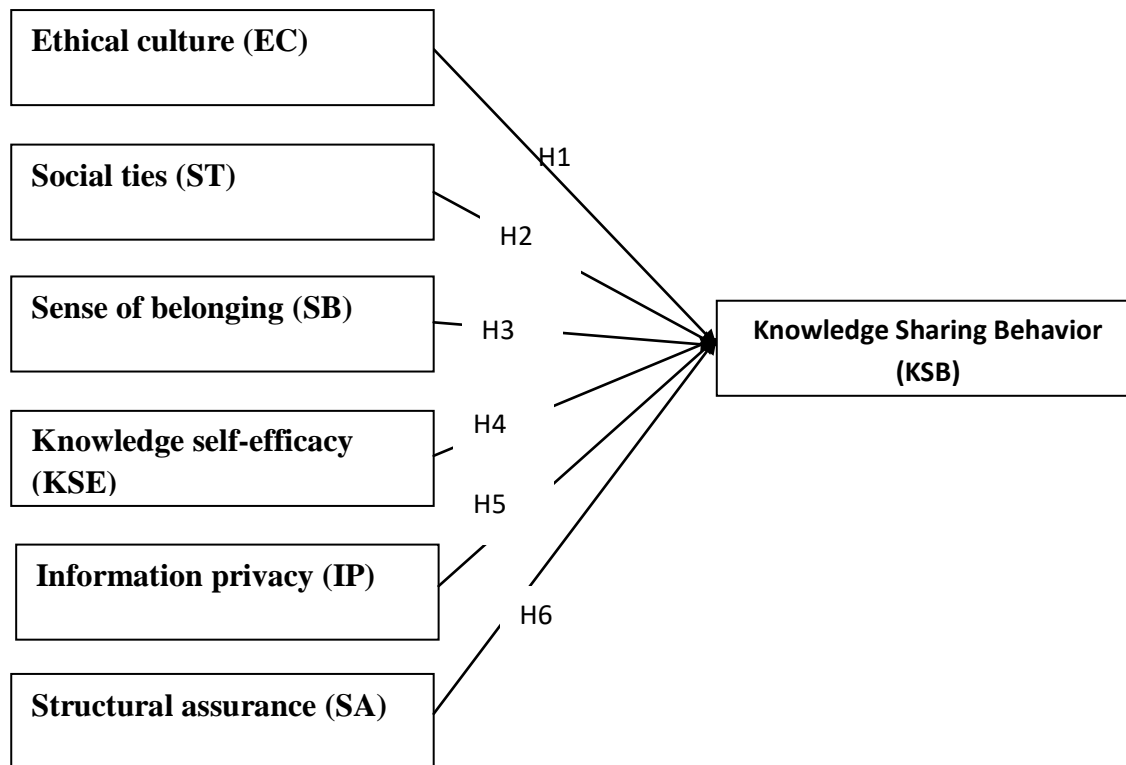 Ethical culture (EC)
H1
Social ties (ST)
H2
Sense of belonging (SB)
H3
Knowledge Sharing Behavior
(KSB)
Knowledge self-efficacy
(KSE)
H4
H5
Information privacy (IP)
H6
Structural assurance (SA)